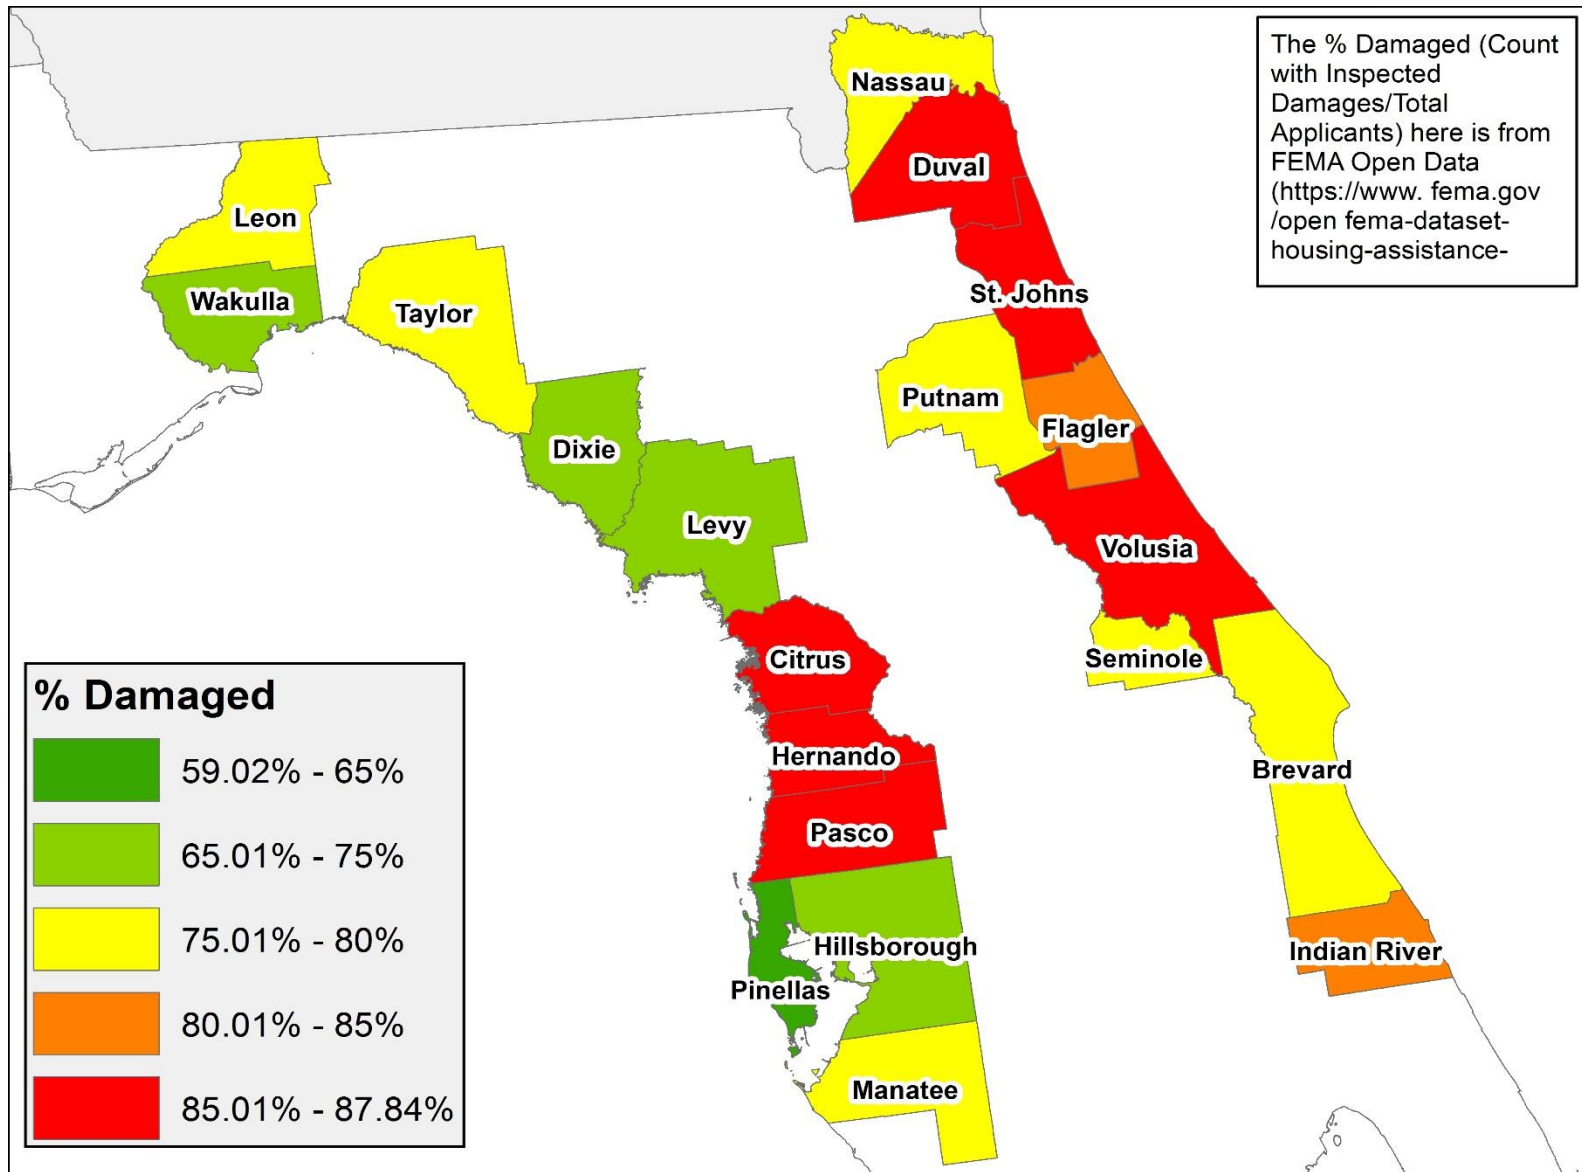 The % Damaged (Count
with Inspected
Damages/Total
Applicants) here is from
FEMA Open Data
(https://www. fema.gov
/open fema-dataset-
housing-assistance-
Nassau
Duval
Leon
Wakulla
Taylor
St. Johns
Putnam
Flagler
Dixie
Levy
Volusia
Citrus
Seminole
Hernando
Brevard
Pasco
Hillsborough
Indian River
Pinellas
Manatee
% Damaged
59.02% - 65%
65.01% - 75%
75.01% - 80%
80.01% - 85%
85.01% - 87.84%